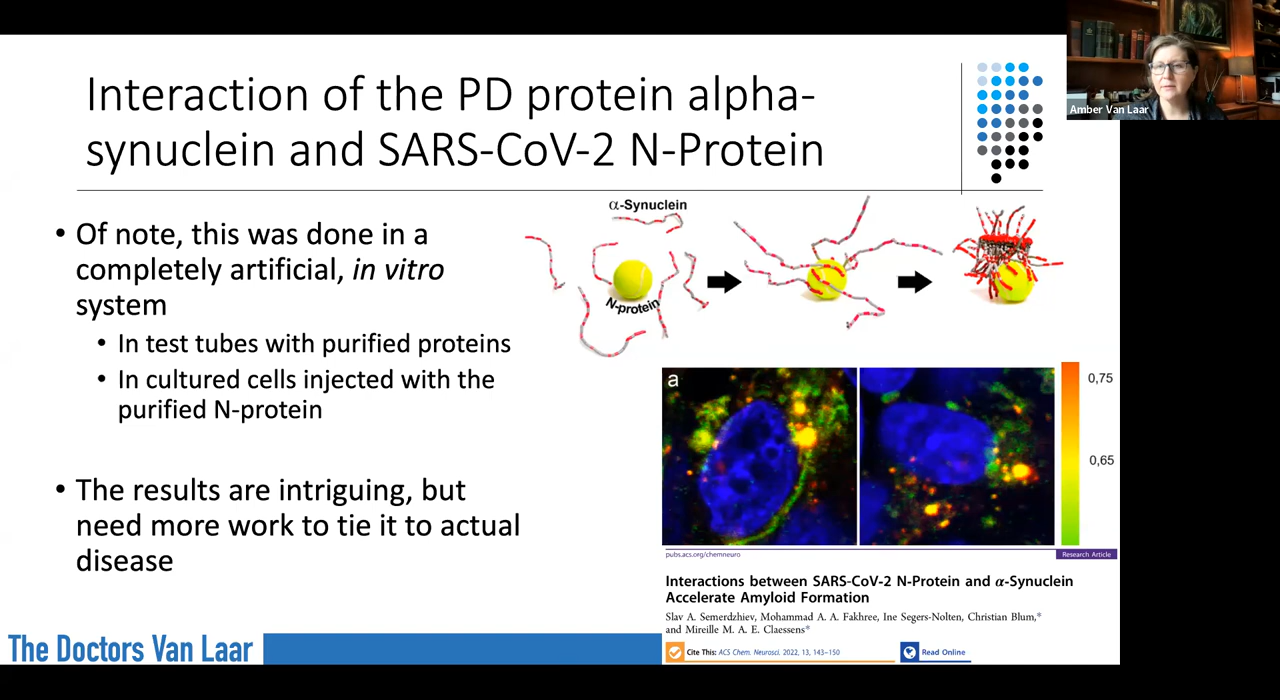 Amber Van Laar
Interaction of the PD protein alpha-
synuclein and SARS-CoV-2 N-Protein
• Of note, this was done in a
completely artificial, in vitro
system
• In test tubes with purified proteins
• In cultured cells injected with the
purified N-protein
• The results are intriguing, but
need more work to tie it to actual
disease
α-Synuclein
N-protein
a
0,75
0,65
pubs.acs.org/chemneuro
Research Article
Interactions between SARS-CoV-2 N-Protein and α-Synuclein
Accelerate Amyloid Formation
Slav A. Semerdzhiev, Mohammad A. A. Fakhree, Ine Segers-Nolten, Christian Blum,*
and Mireille M. A. E. Claessens*
Cite This: ACS Chem. Neurosci. 2022, 13, 143–150
Read Online
The Doctors Van Laar